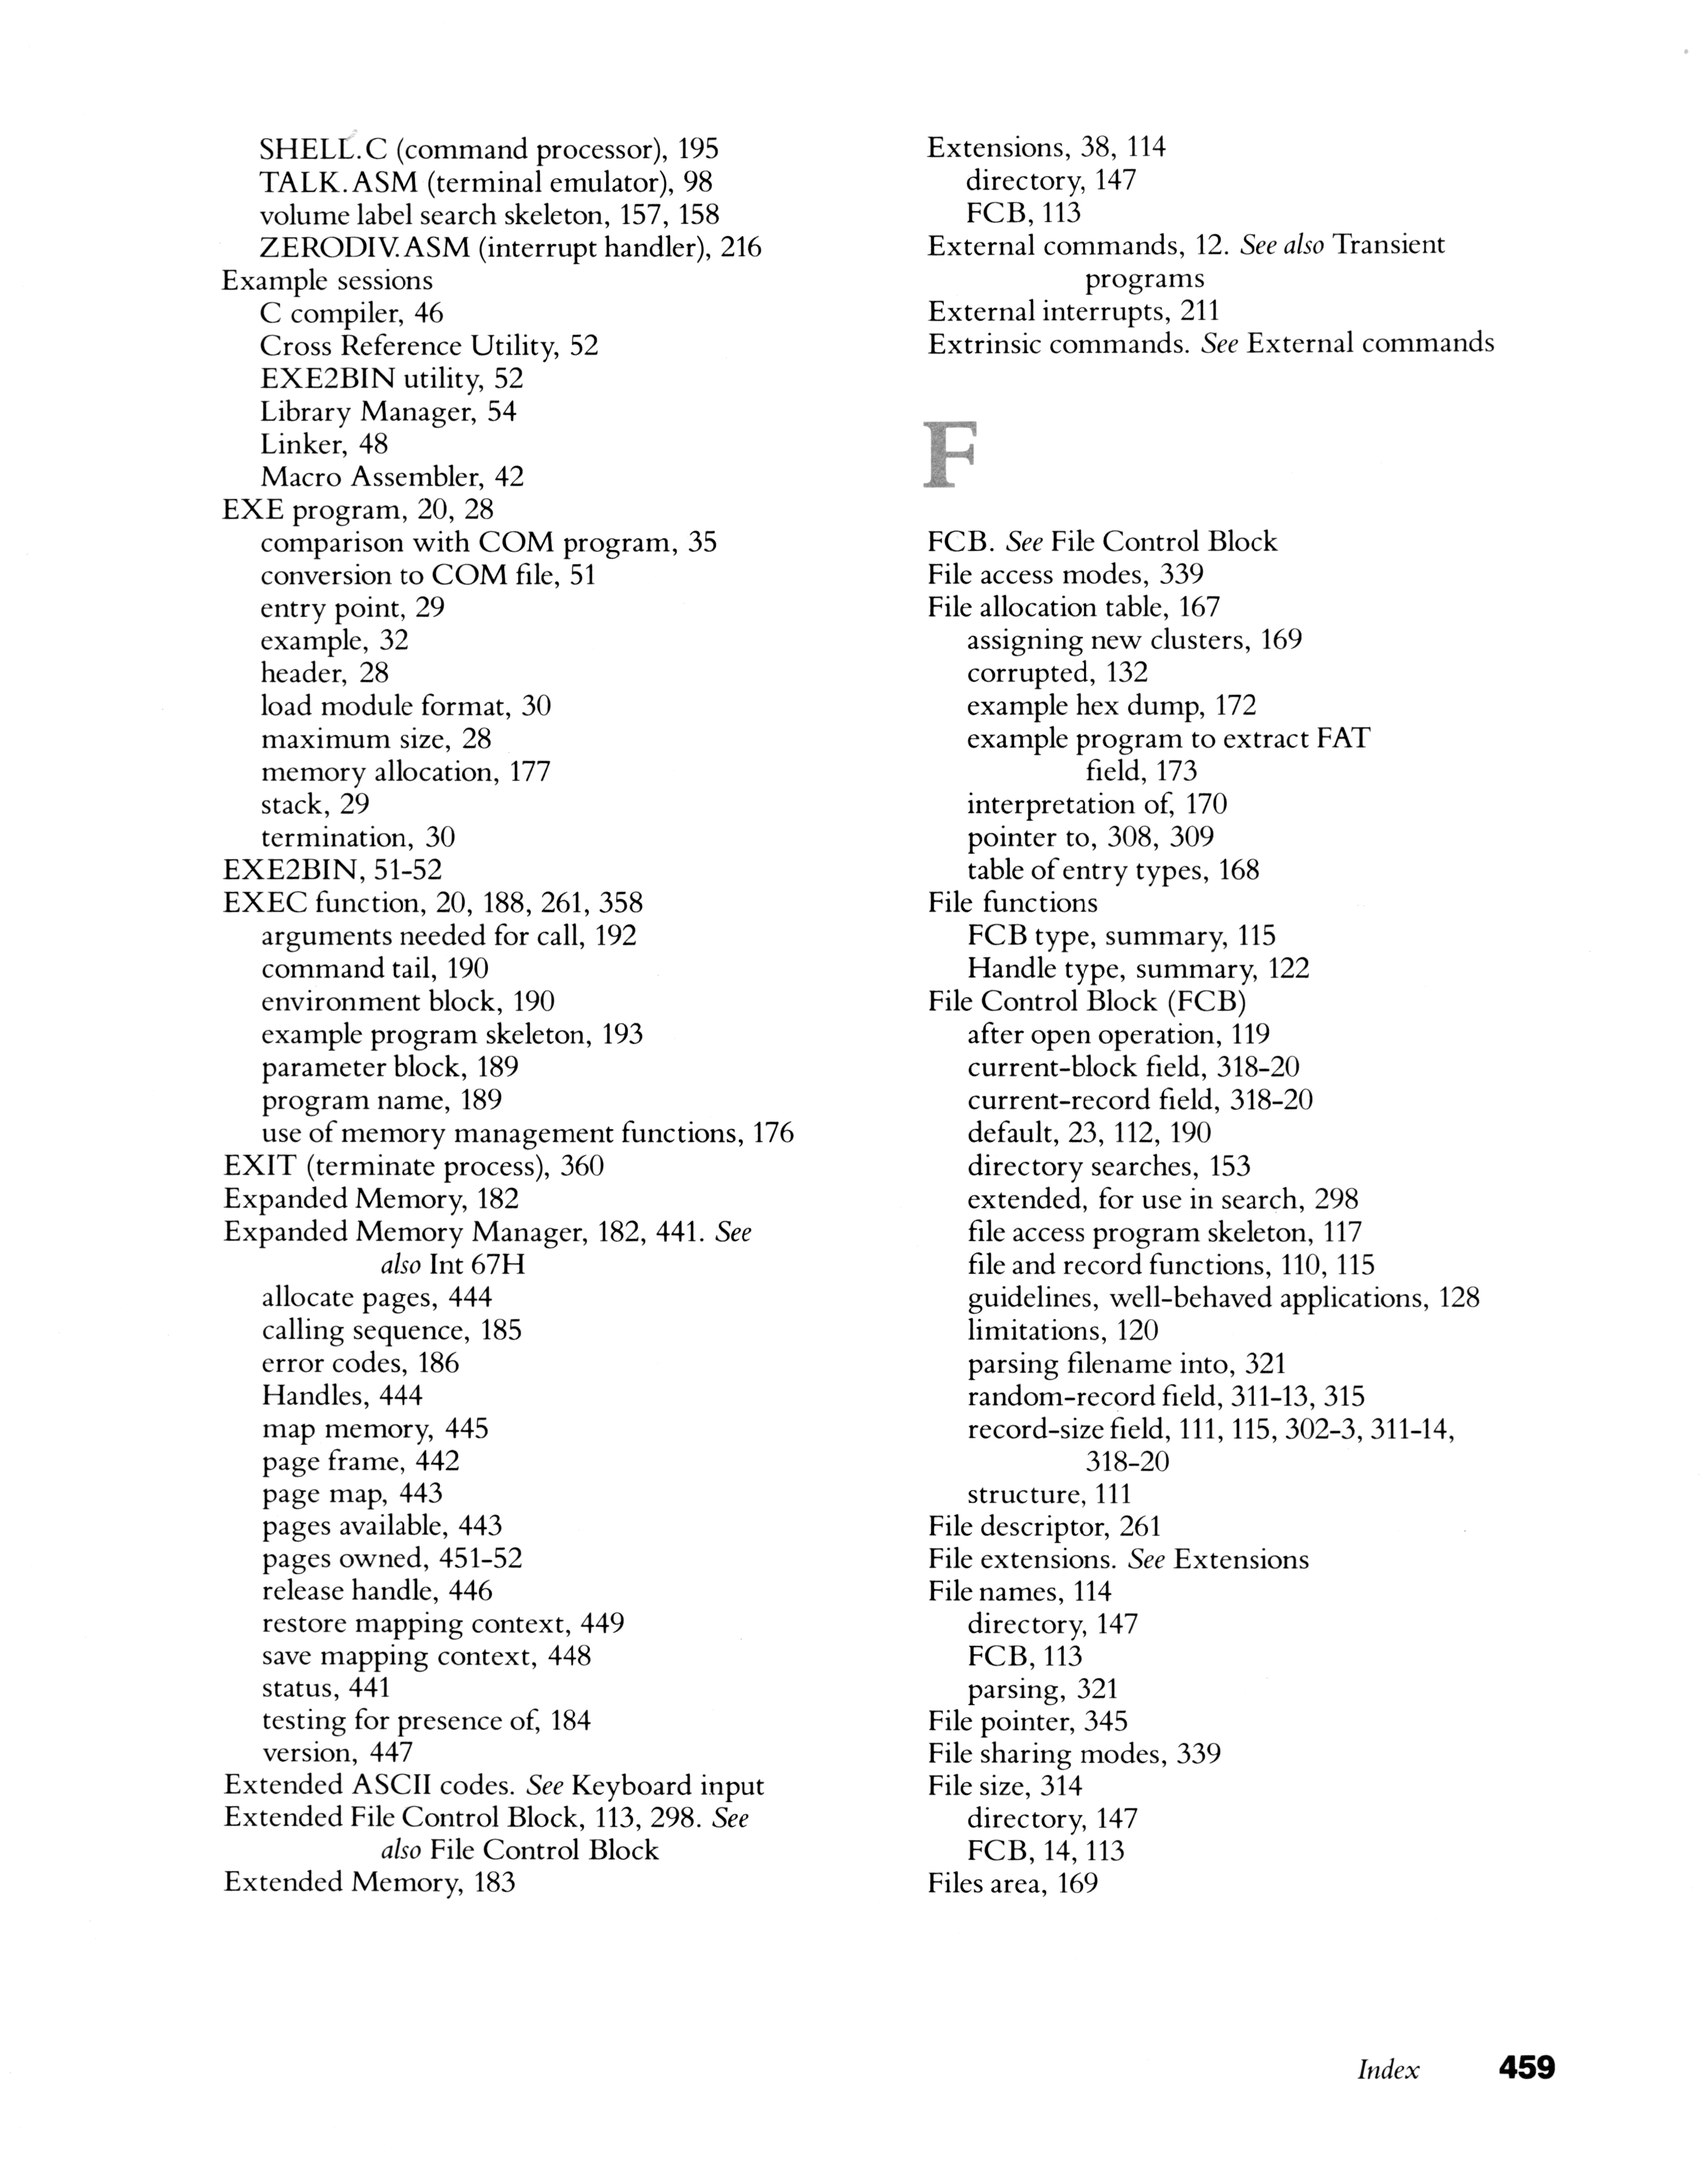 SHELL.C (command processor), 195
TALK.ASM (terminal emulator), 98
volume label search skeleton, 157, 158
ZERODIV.ASM (interrupt handler), 216
Example sessions
C compiler, 46
Cross Reference Utility, 52
EXE2BIN utility, 52
Library Manager, 54
Linker, 48
Macro Assembler, 42
EXE program, 20, 28
comparison with COM program, 35
conversion to COM file, 51
entry point, 29
example, 32
header, 28
load module format, 30
maximum size, 28
memory allocation, 177
stack, 29
termination, 30
EXE2BIN, 51-52
EXEC function, 20, 188, 261, 358
arguments needed for call, 192
command tail, 190
environment block, 190
example program skeleton, 193
parameter block, 189
program name, 189
use of memory management functions, 176
EXIT (terminate process), 360
Expanded Memory, 182
Expanded Memory Manager, 182, 441. See
also Int 67H
allocate pages, 444
calling sequence, 185
error codes, 186
Handles, 444
map memory, 445
page frame, 442
page map, 443
pages available, 443
pages owned, 451-52
release handle, 446
restore mapping context, 449
save mapping context, 448
status, 441
testing for presence of, 184
version, 447
Extended ASCII codes. See Keyboard input
Extended File Control Block, 113, 298. See
also File Control Block
Extended Memory, 183
Extensions, 38, 114
directory, 147
FCB, 113
External commands, 12. See also Transient
programs
External interrupts, 211
Extrinsic commands. See External commands
F
FCB. See File Control Block
File access modes, 339
File allocation table, 167
assigning new clusters, 169
corrupted, 132
example hex dump, 172
example program to extract FAT
field, 173
interpretation of, 170
pointer to, 308, 309
table of entry types, 168
File functions
FCB type, summary, 115
Handle type, summary, 122
File Control Block (FCB)
after open operation, 119
current-block field, 318-20
current-record field, 318-20
default, 23, 112, 190
directory searches, 153
extended, for use in search, 298
file access program skeleton, 117
file and record functions, 110, 115
guidelines, well-behaved applications, 128
limitations, 120
parsing filename into, 321
random-record field, 311-13, 315
record-size field, 111, 115, 302-3, 311-14,
318-20
structure, 111
File descriptor, 261
File extensions. See Extensions
File names, 114
directory, 147
FCB, 113
parsing, 321
File pointer, 345
File sharing modes, 339
File size, 314
directory, 147
FCB, 14, 113
Files area, 169
Index 459